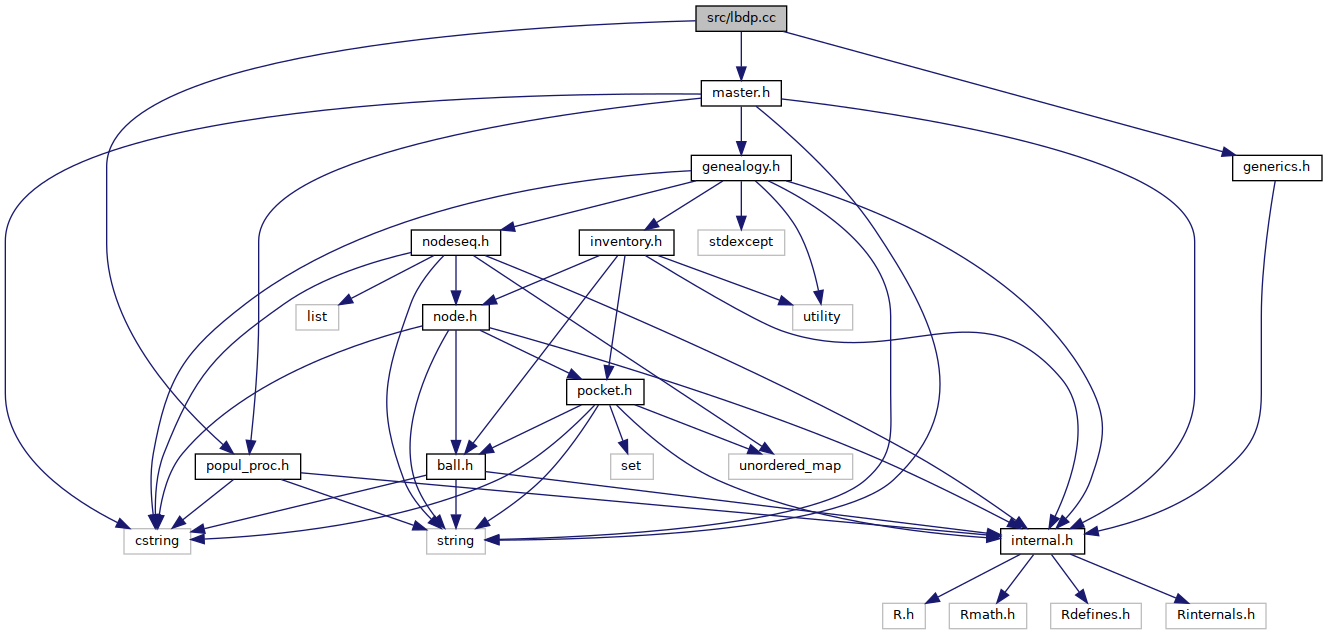 src/lbdp.cc
master.h
genealogy.h
generics.h
nodeseq.h
inventory.h
stdexcept
list
node.h
utility
pocket.h
popul_proc.h
ball.h
set
unordered_map
cstring
string
internal.h
R.h
Rmath.h
Rdefines.h
Rinternals.h